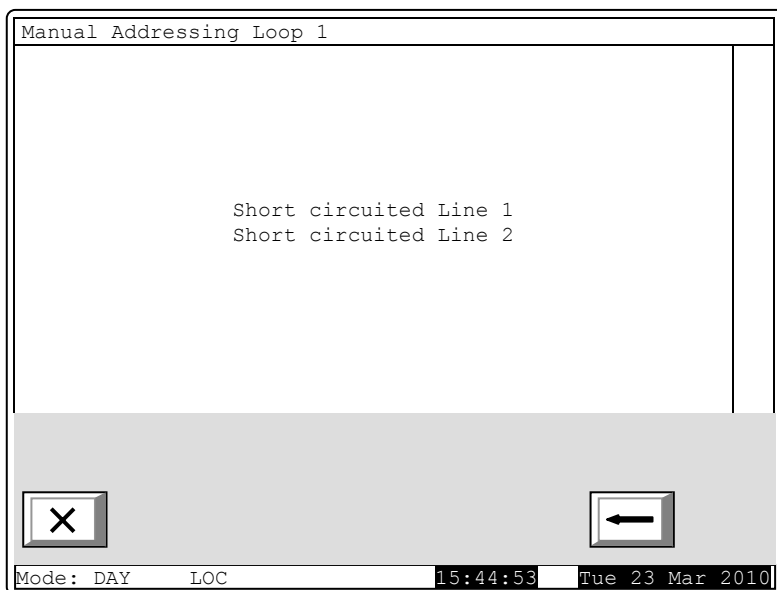 Manual Addressing Loop 1
Short circuited Line 1
Short circuited Line 2
Mode: DAY LOC 15:44:53 Tue 23 Mar 2010